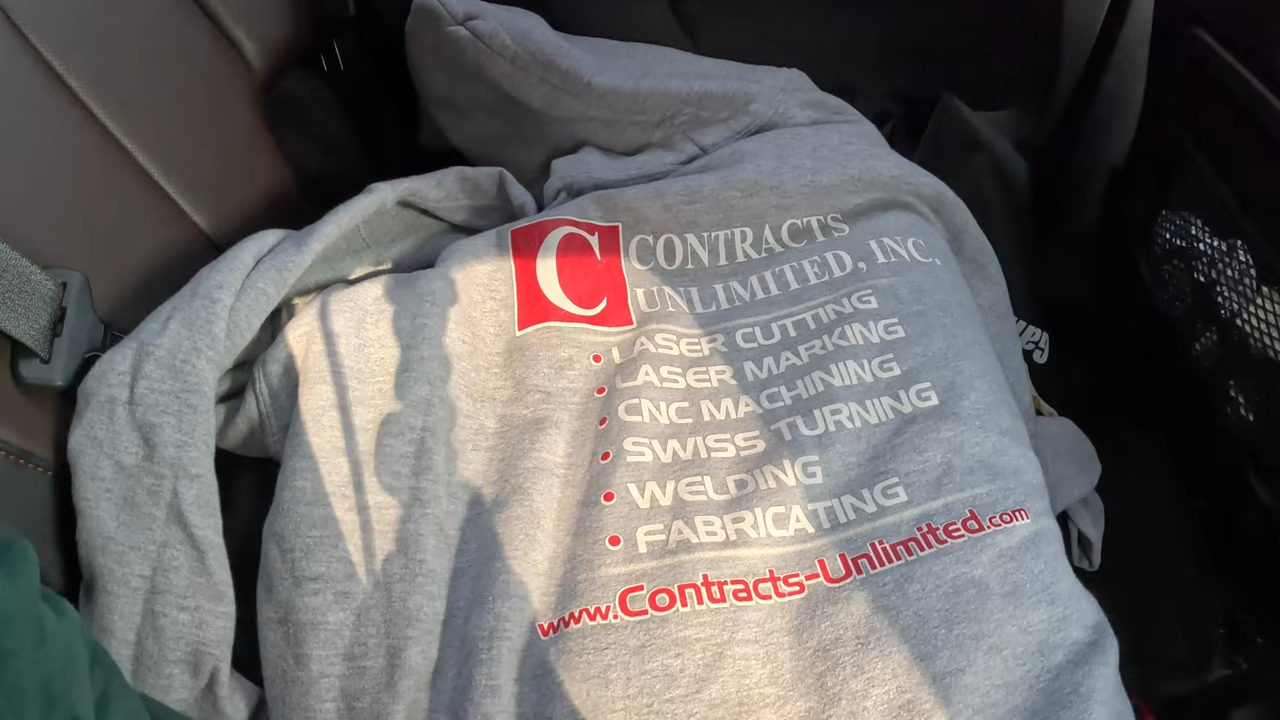 C CONTRACTS
UNLIMITED, INC.
• LASER CUTTING
• LASER MARKING
• CNC MACHINING
• SWISS TURNING
• WELDING
• FABRICATING
www.Contracts-Unlimited.com